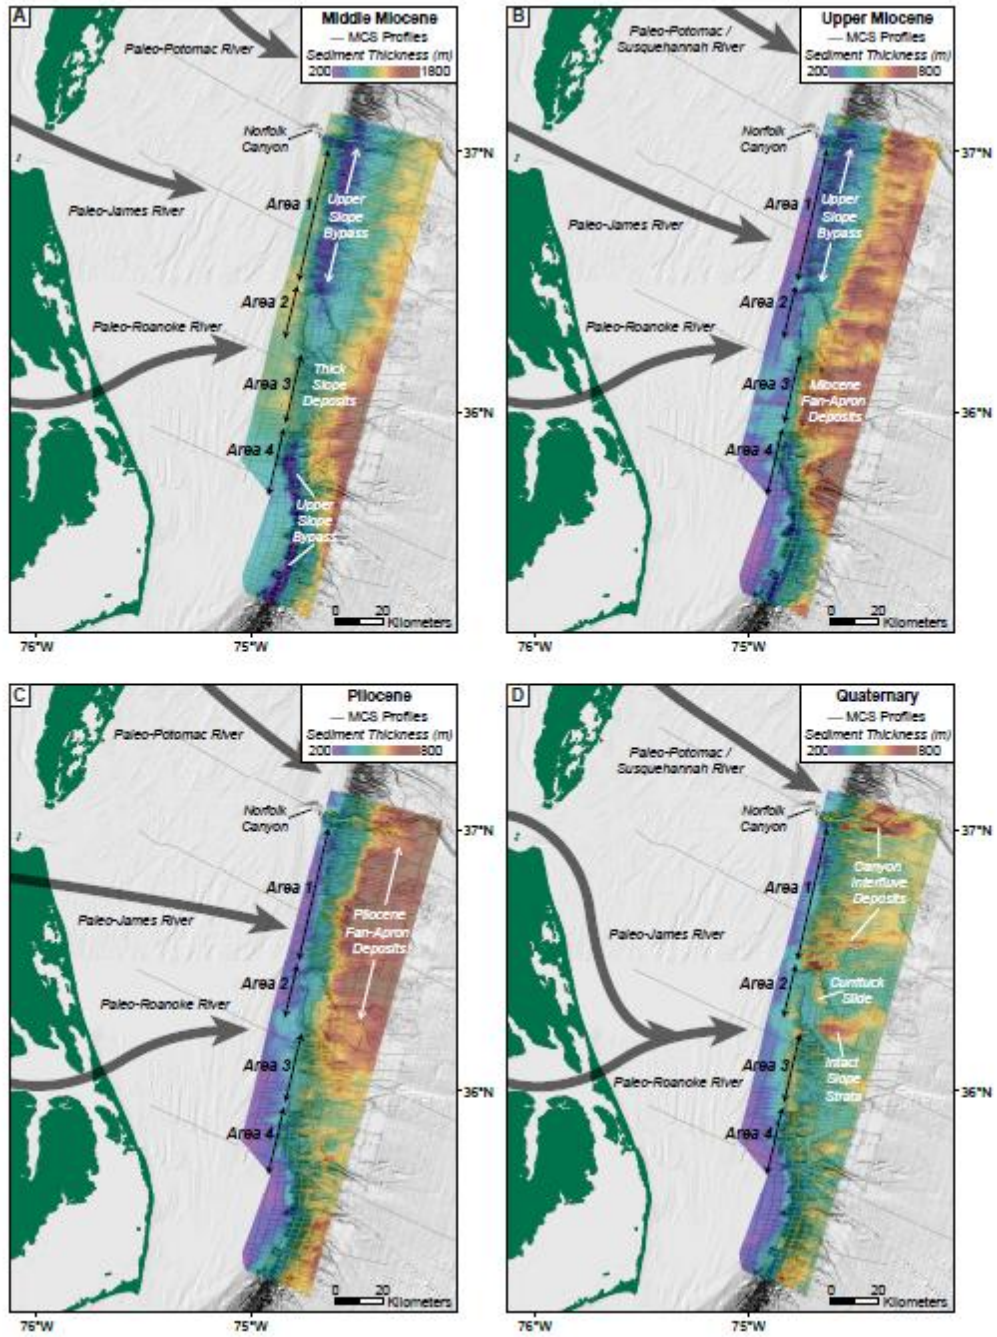 A
Middle Miocene
— MCS Profiles
Sediment Thickness (m)
200 1800
Paleo-Potomac River
Norfolk
Canyon
37°N
Paleo-James River
Area 1
Upper
Slope
Bypass
Area 2
Paleo-Roanoke River
Area 3
Thick
Slope
Deposits
36°N
Area 4
Upper
Slope
Bypass
0 20
Kilometers
76°W 75°W
B
Upper Miocene
— MCS Profiles
Sediment Thickness (m)
200 800
Paleo-Potomac /
Susquehannah River
Norfolk
Canyon
37°N
Area 1
Upper
Slope
Bypass
Paleo-James River
Area 2
Paleo-Roanoke River
Area 3
Miocene
Fan-Apron
Deposits
36°N
Area 4
0 20
Kilometers
76°W 75°W
C
Pliocene
— MCS Profiles
Sediment Thickness (m)
200 800
Paleo-Potomac River
Norfolk
Canyon
37°N
Area 1
Paleo-James River
Pliocene
Fan-Apron
Deposits
Area 2
Paleo-Roanoke River
Area 3
36°N
Area 4
0 20
Kilometers
76°W 75°W
D
Quaternary
— MCS Profiles
Sediment Thickness (m)
200 800
Paleo-Potomac /
Susquehannah River
Norfolk
Canyon
37°N
Canyon
Interfluve
Deposits
Area 1
Paleo-James River
Area 2
Currituck
Slide
Area 3
Intact
Slope
Strata
Paleo-Roanoke River
36°N
Area 4
0 20
Kilometers
76°W 75°W